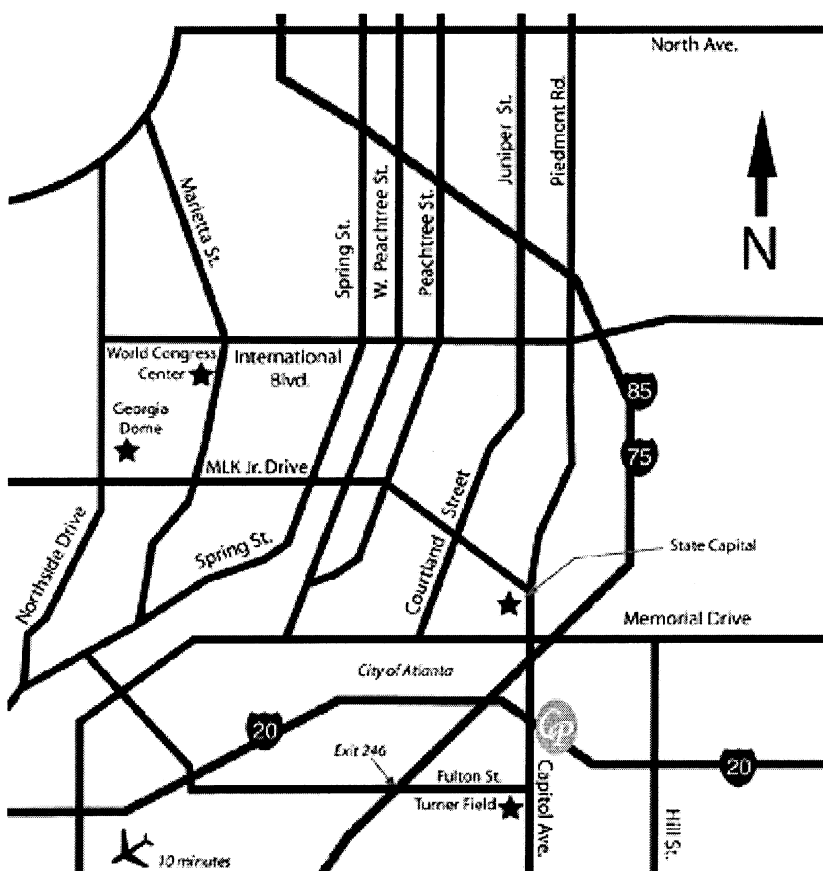 North Ave.
Juniper St.
Piedmont Rd.
Marietta St.
Spring St.
W. Peachtree St.
Peachtree St.
N
World Congress
Center
International
Blvd.
85
Georgia
Dome
75
MLK Jr. Drive
Northside Drive
Spring St.
Courtland Street
State Capital
Memorial Drive
City of Atlanta
20
Gp
Exit 246
Fulton St.
20
Turner Field
Capitol Ave.
Hill St.
10 minutes